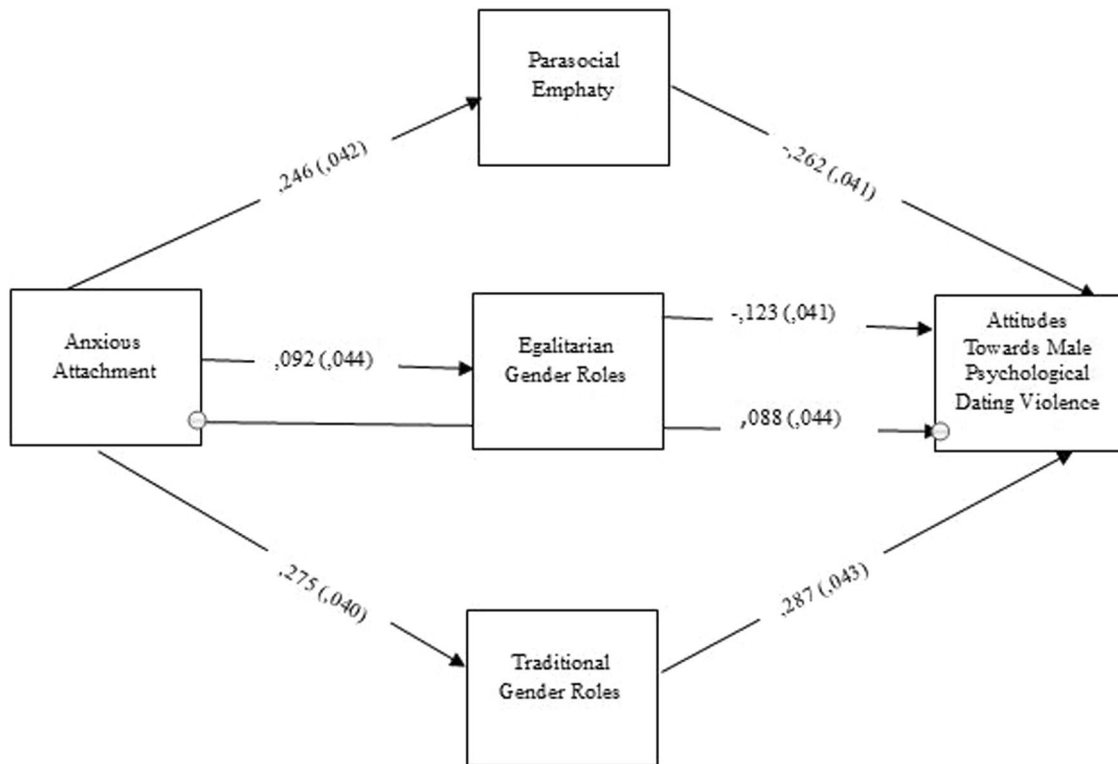 Parasocial
Emphaty
,246 (,042)
-,262 (,041)
Anxious
Attachment
,092 (,044)
Egalitarian
Gender Roles
-,123 (,041)
,088 (,044)
Attitudes
Towards Male
Psychological
Dating Violence
,275 (,040)
,287 (,043)
Traditional
Gender Roles